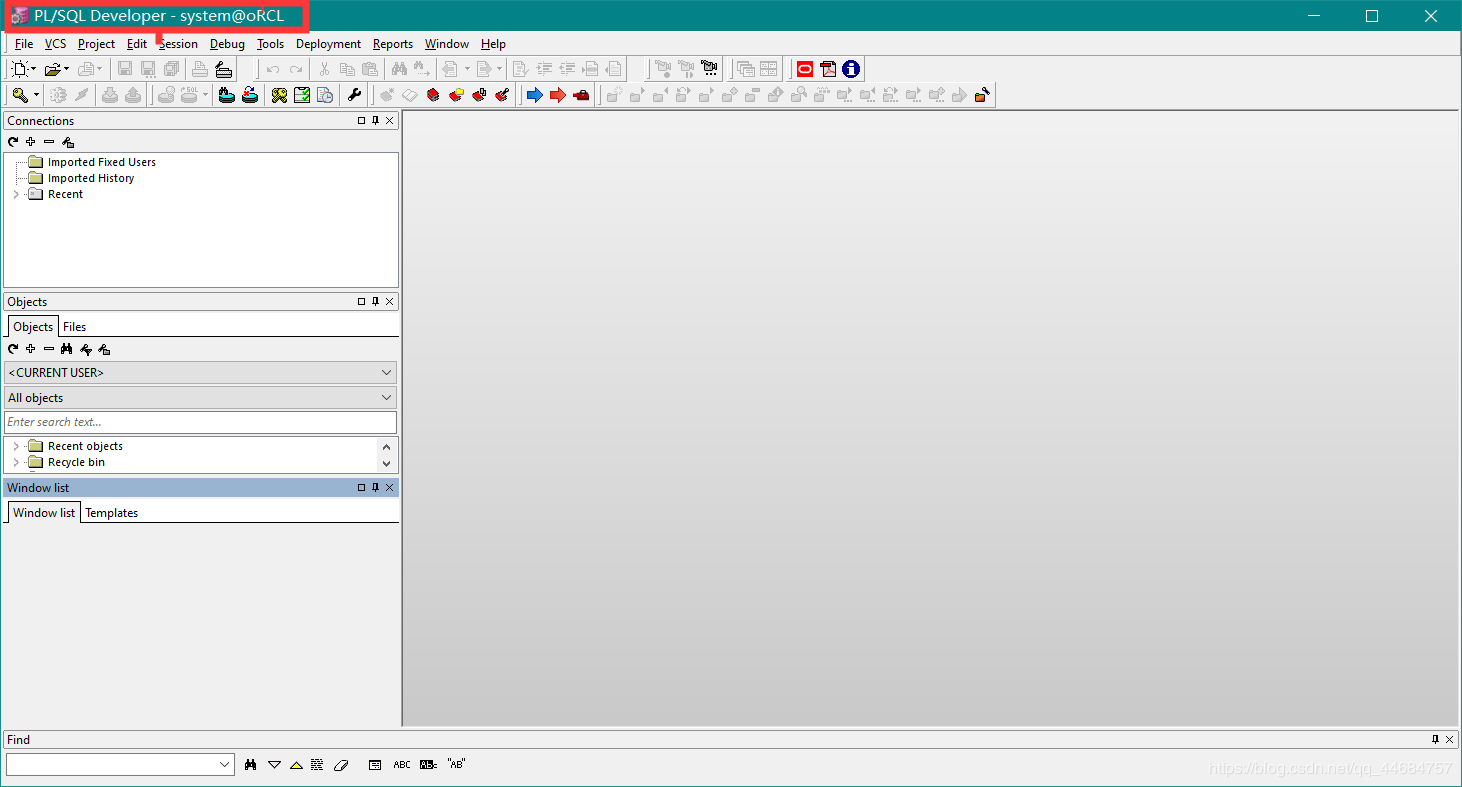 PL/SQL Developer - system@oRCL
File VCS Project Edit Session Debug Tools Deployment Reports Window Help
SQL
Connections
Imported Fixed Users
Imported History
Recent
Objects
Objects Files
<CURRENT USER>
All objects
Enter search text...
Recent objects
Recycle bin
Window list
Window list Templates
Find
ABC ABc "AB"
https://blog.csdn.net/qq_44684757